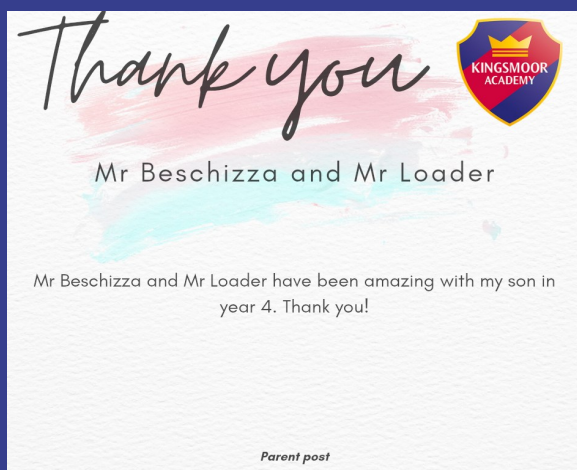 Thank you
KINGSMOOR
ACADEMY
Mr Beschizza and Mr Loader
Mr Beschizza and Mr Loader have been amazing with my son in
year 4. Thank you!
Parent post